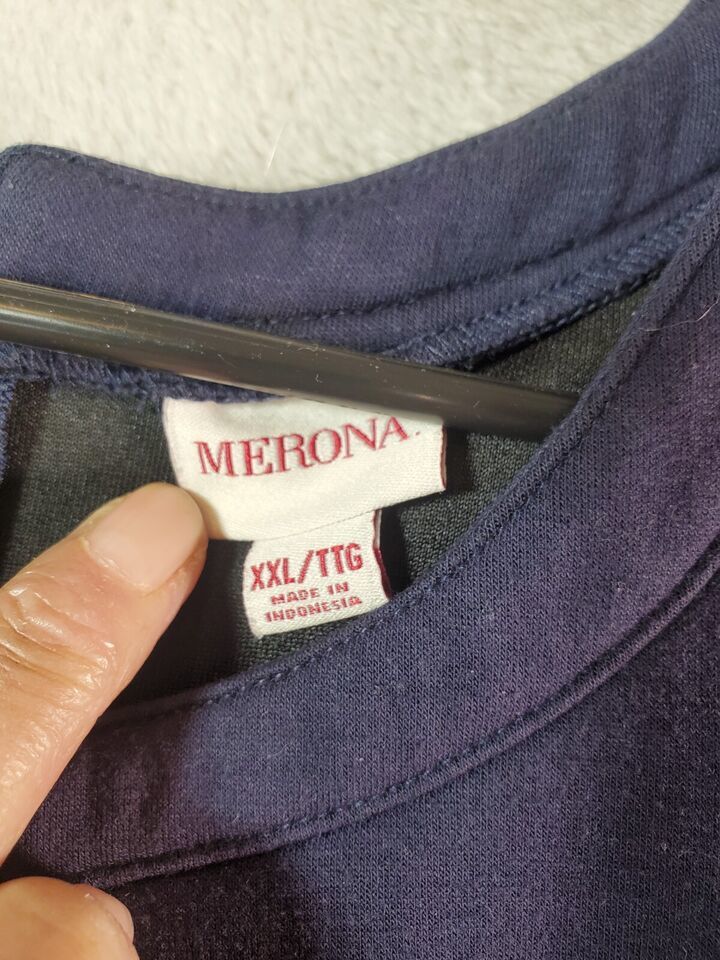 MERONA.
XXL/TTG
MADE IN
INDONESIA